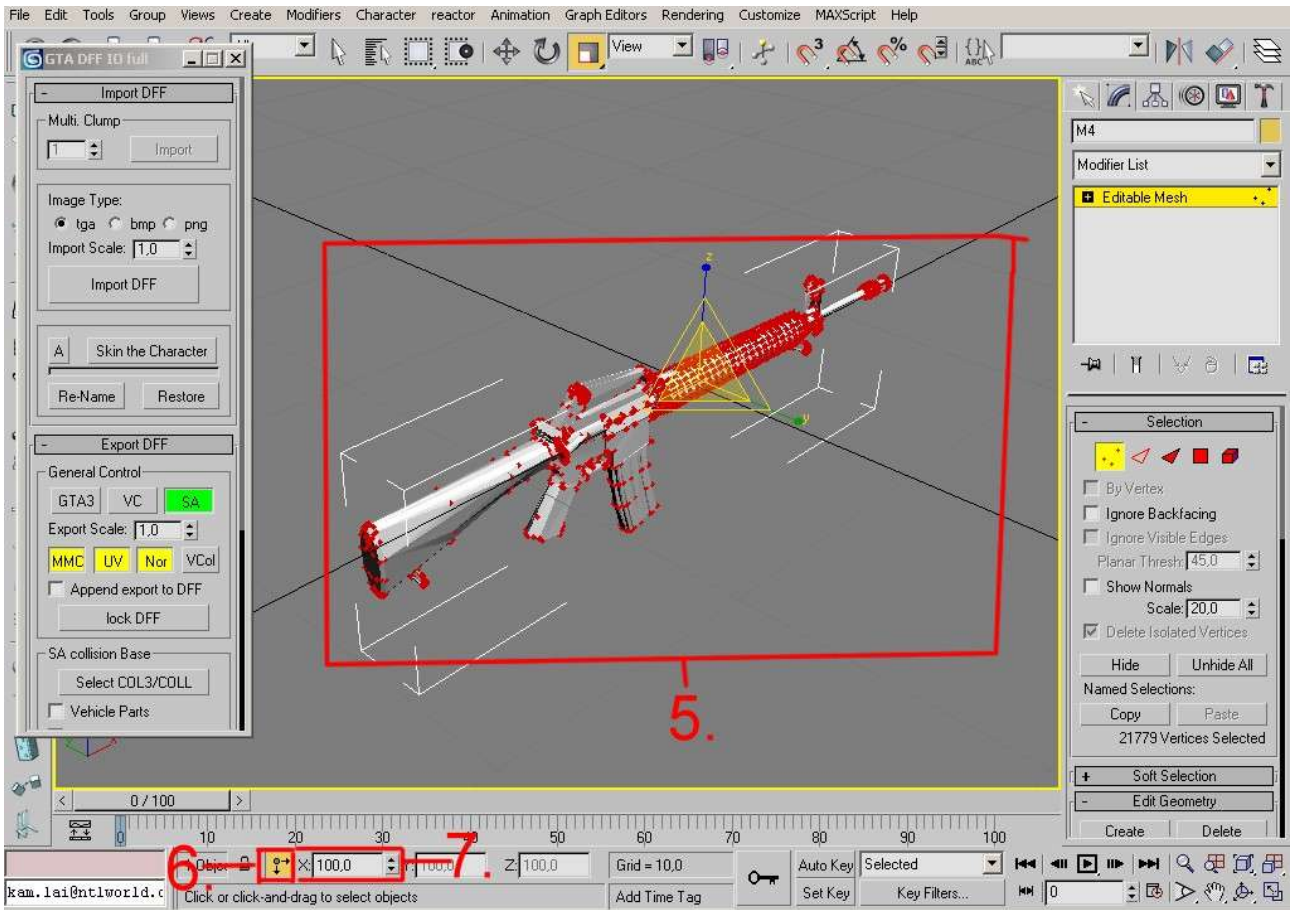 File Edit Tools Group Views Create Modifiers Character reactor Animation Graph Editors Rendering Customize MAXScript Help
GTA DFF IO full
View
3
%
ABC
- Import DFF
Multi. Clump
1 Import
Image Type:
tga bmp png
Import Scale: 1,0
Import DFF
A Skin the Character
Re-Name Restore
- Export DFF
General Control
GTA3 VC SA
Export Scale: 1,0
MMC UV Nor VCol
Append export to DFF
lock DFF
SA collision Base
Select COL3/COLL
Vehicle Parts
z
y
5.
M4
Modifier List
Editable Mesh
- Selection
By Vertex
Ignore Backfacing
Ignore Visible Edges
Planar Thresh: 45,0
Show Normals
Scale: 20,0
Delete Isolated Vertices
Hide Unhide All
Named Selections:
Copy Paste
21779 Vertices Selected
+ Soft Selection
- Edit Geometry
Create Delete
< 0 / 100 >
0 10 20 30 40 50 60 70 80 90 100
6. X: 100,0 7. 100,0 Z: 100,0 Grid = 10,0 Auto Key Selected
kam.lai@ntlworld.c Click or click-and-drag to select objects Add Time Tag Set Key Key Filters... 0